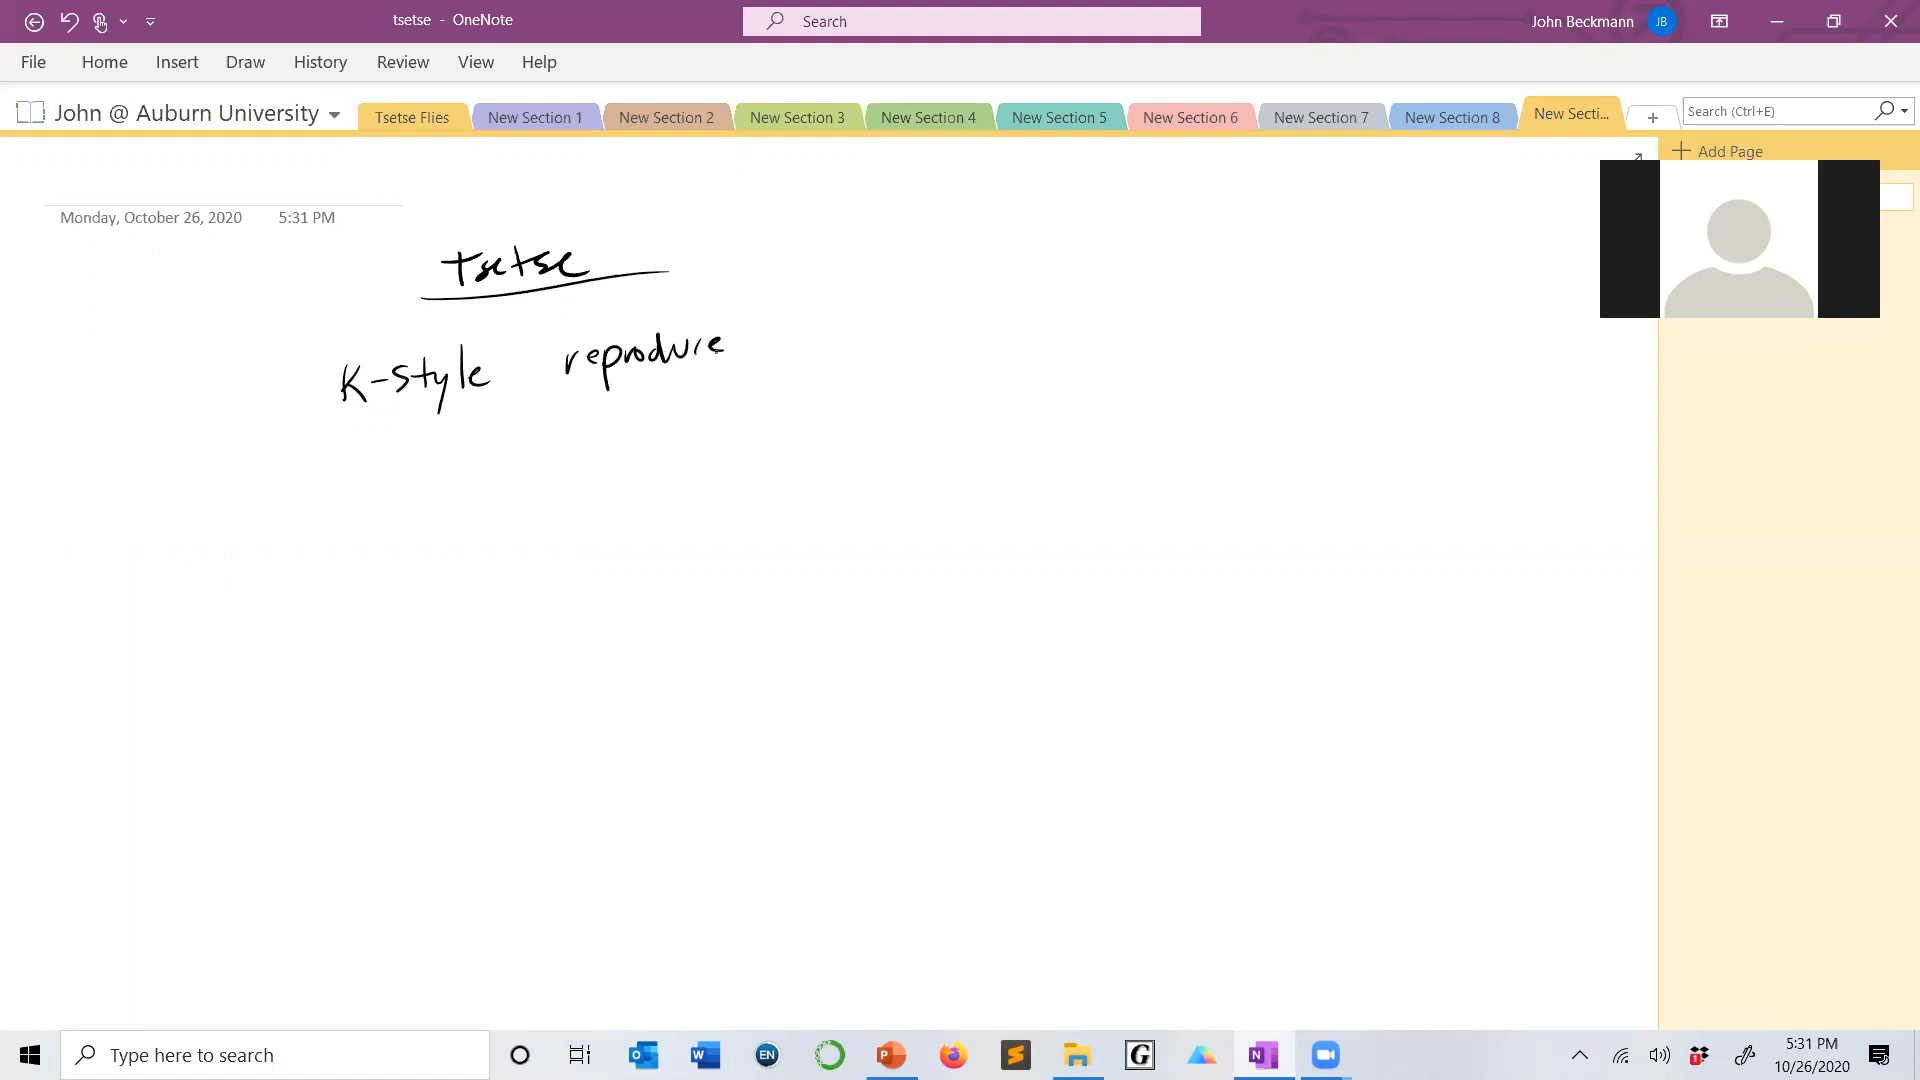 tsetse - OneNote
Search
John Beckmann
JB
File Home Insert Draw History Review View Help
John @ Auburn University
Tsetse Flies New Section 1 New Section 2 New Section 3 New Section 4 New Section 5 New Section 6 New Section 7 New Section 8 New Secti... +
Search (Ctrl+E)
Add Page
Monday, October 26, 2020 5:31 PM
tsetse
K-style reproduce
Type here to search
O
W
EN
P
S
G
N
1
5:31 PM
10/26/2020